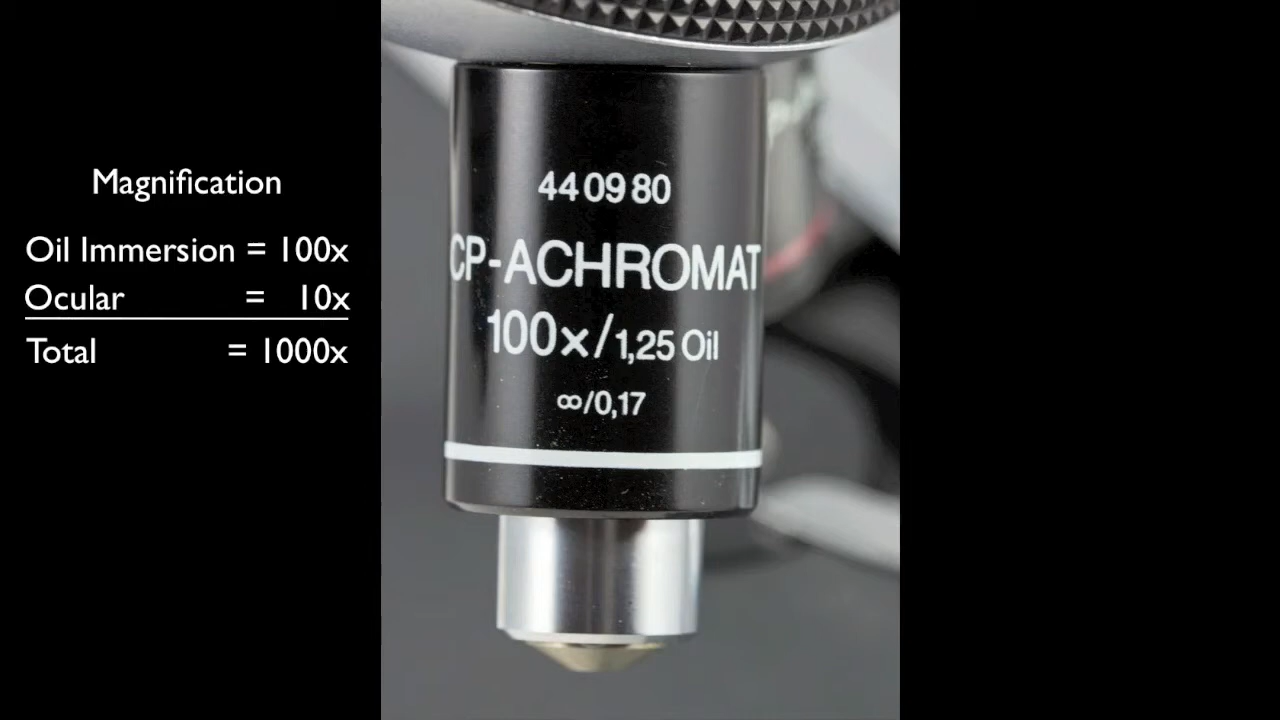 Magnification
Oil Immersion = 100x
Ocular = 10x
Total = 1000x
44 09 80
CP-ACHROMAT
100x/1,25 Oil
∞/0,17